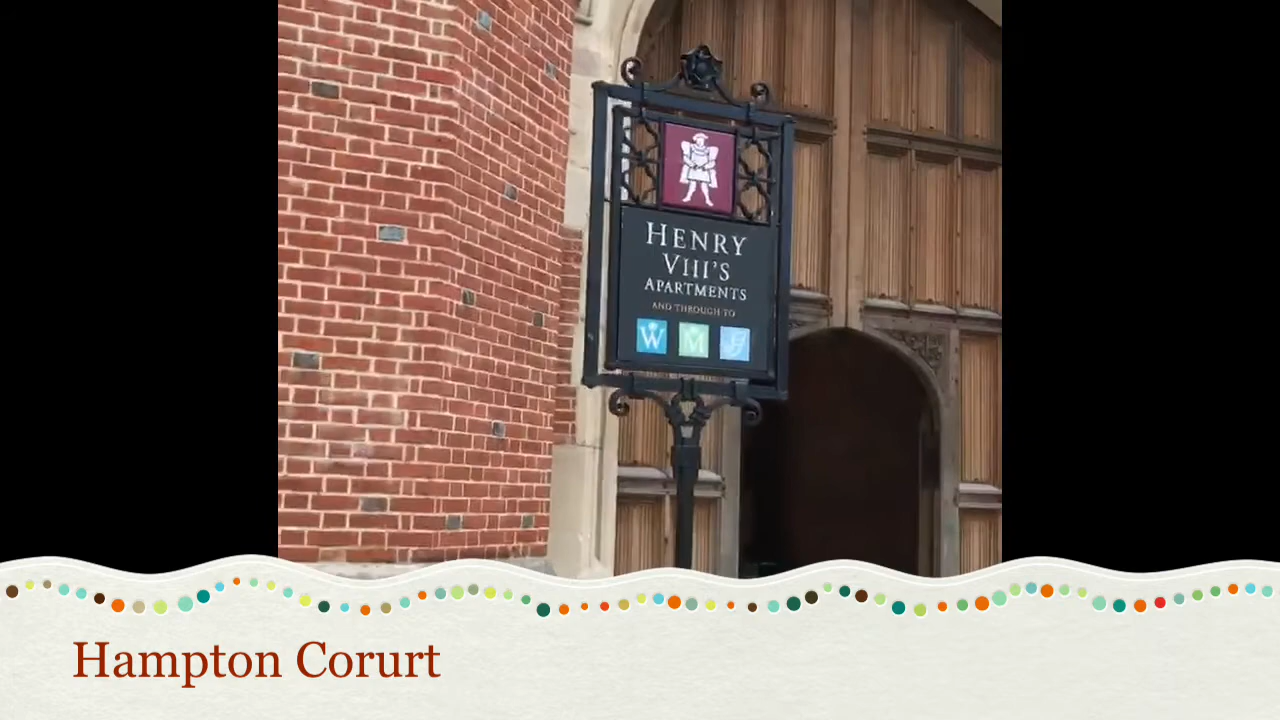 HENRY
VIII'S
APARTMENTS
AND THROUGH TO
W M J
Hampton Corurt